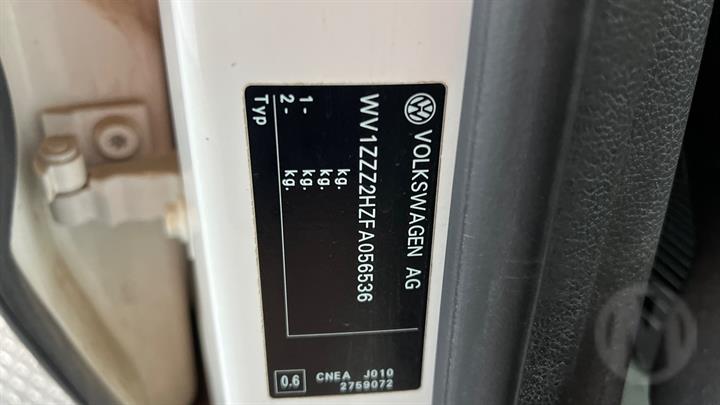 VOLKSWAGEN AG
WV1ZZZ2HZFA056536
kg.
kg.
1- kg.
2- kg.
Typ
0.6
CNEA J010
2759072